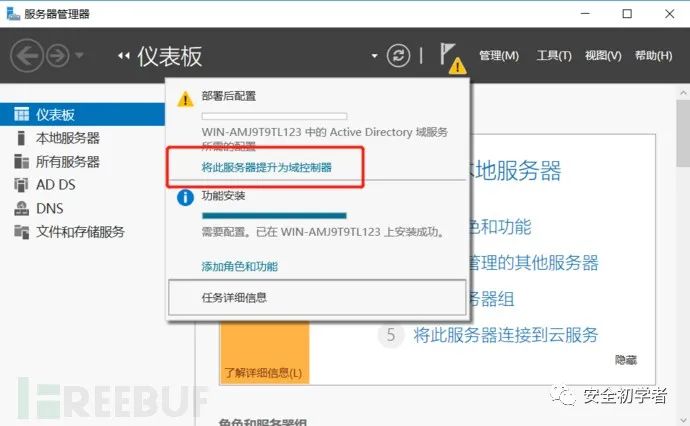 服务器管理器
仪表板
管理(M) 工具(T) 视图(V) 帮助(H)
仪表板
本地服务器
所有服务器
AD DS
DNS
文件和存储服务
部署后配置
WIN-AMJ9T9TL123 中的 Active Directory 域服务
所需的配置
将此服务器提升为域控制器
功能安装
需要配置。已在 WIN-AMJ9T9TL123 上安装成功。
添加角色和功能
任务详细信息
本地服务器
色和功能
管理的其他服务器
务器组
5 将此服务器连接到云服务
隐藏
了解详细信息(L)
角色和服务器组
REEBUF
安全初学者